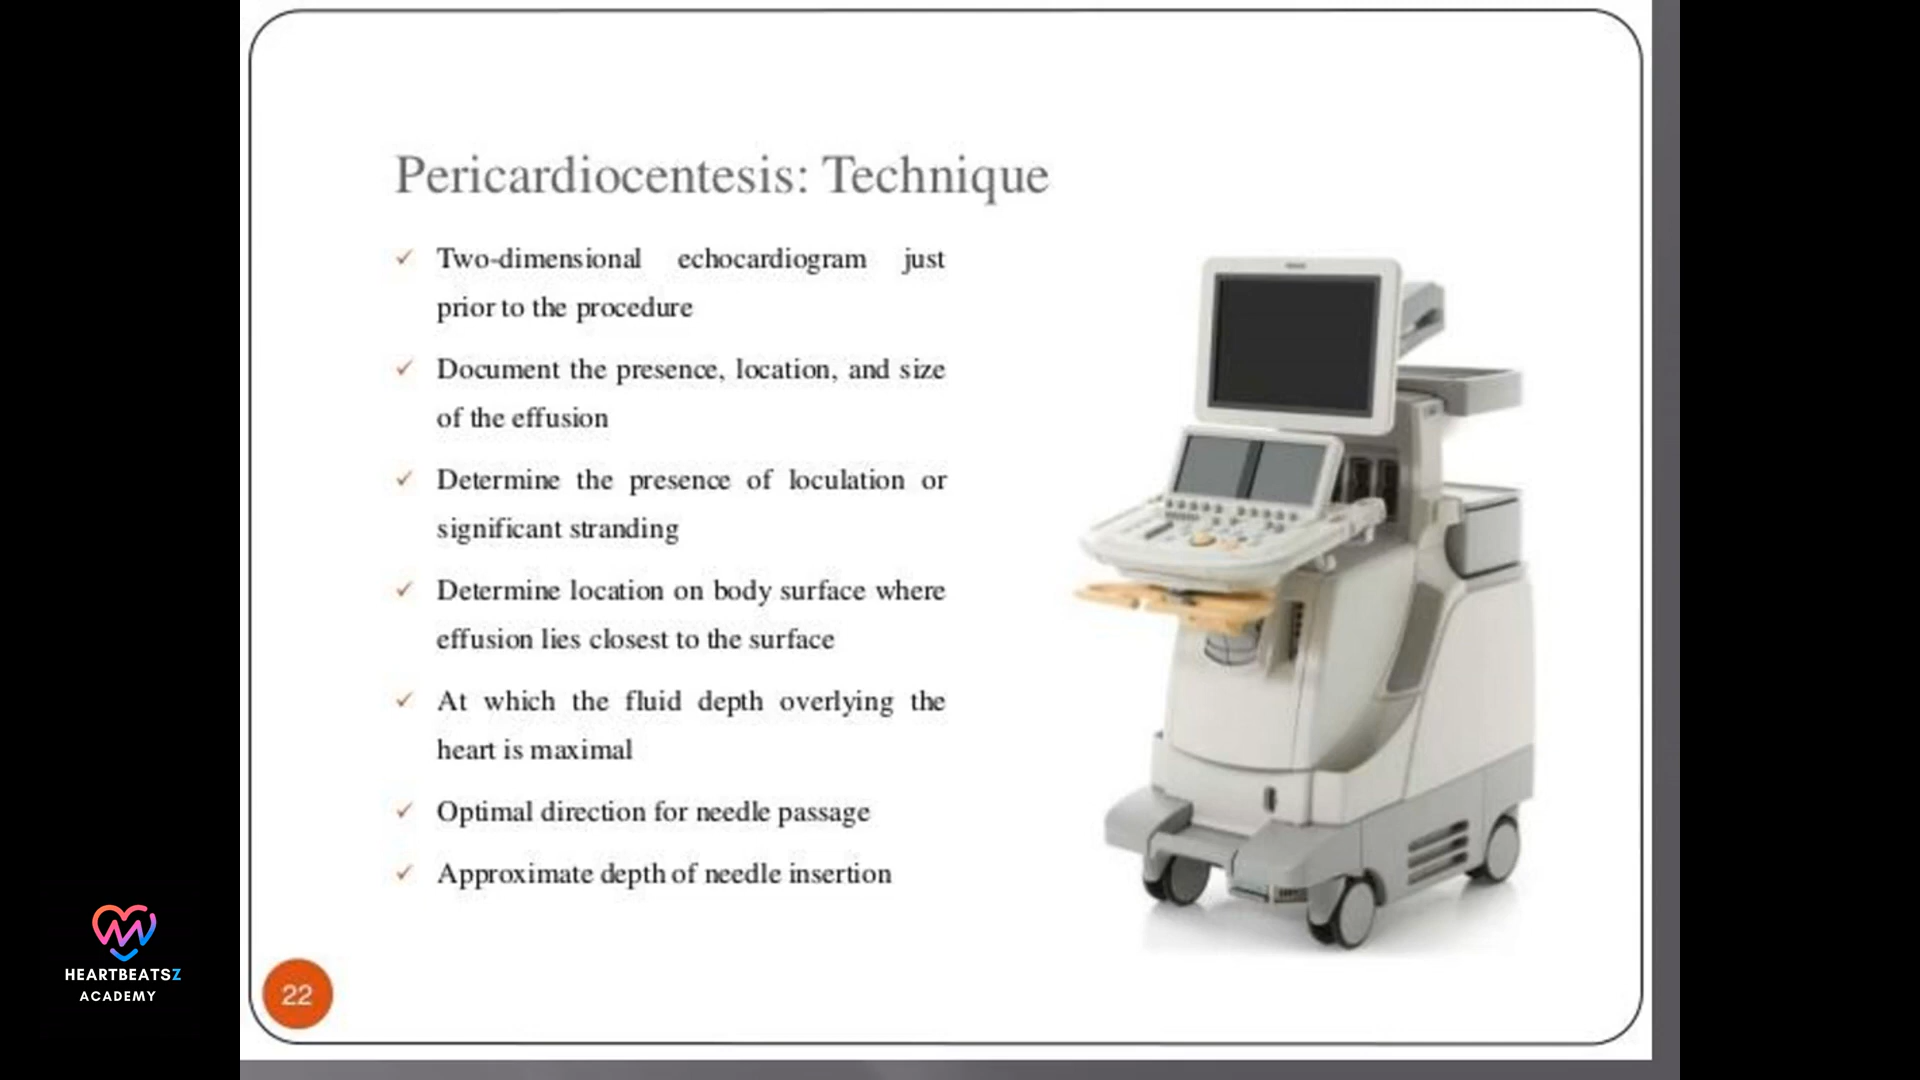 Pericardiocentesis: Technique
✓ Two-dimensional echocardiogram just
prior to the procedure
✓ Document the presence, location, and size
of the effusion
✓ Determine the presence of loculation or
significant stranding
✓ Determine location on body surface where
effusion lies closest to the surface
✓ At which the fluid depth overlying the
heart is maximal
✓ Optimal direction for needle passage
✓ Approximate depth of needle insertion
HEARTBEATSZ
ACADEMY
22